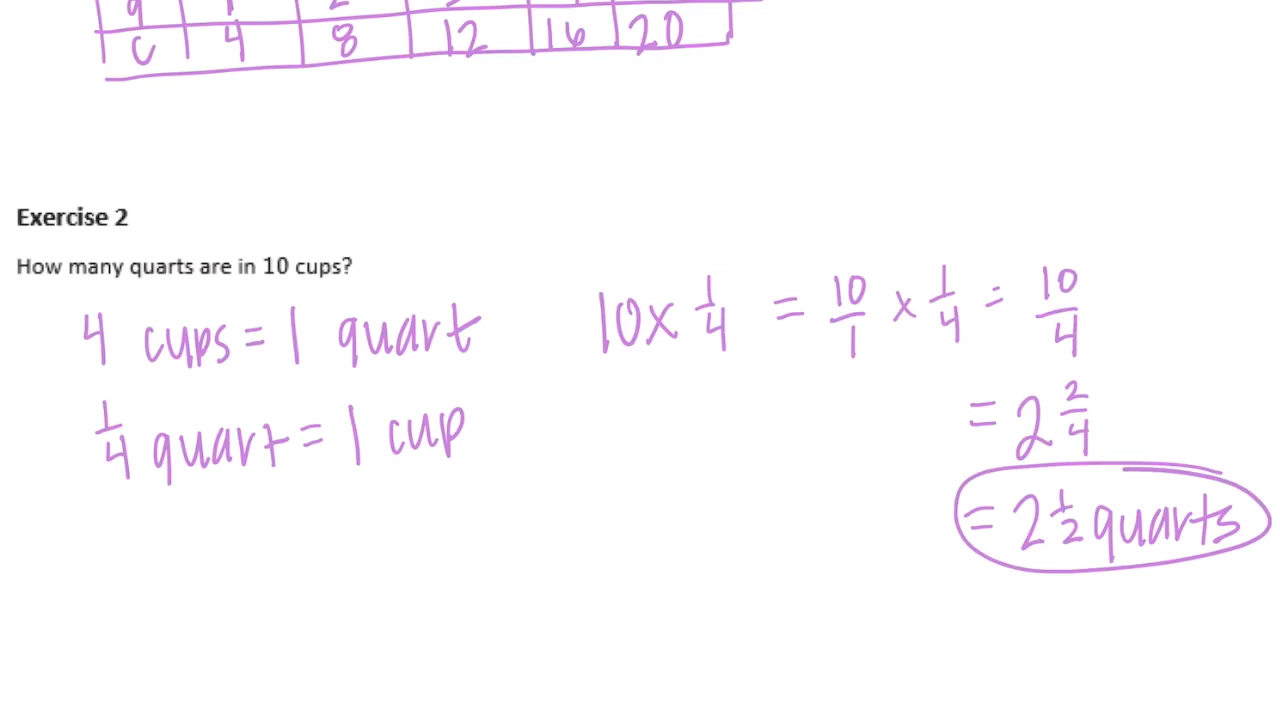 C 4 8 12 16 20
Exercise 2
How many quarts are in 10 cups?
4 cups = 1 quart
1/4 quart = 1 cup
10 x 1/4 = 10/1 x 1/4 = 10/4
= 2 2/4
= 2 1/2 quarts